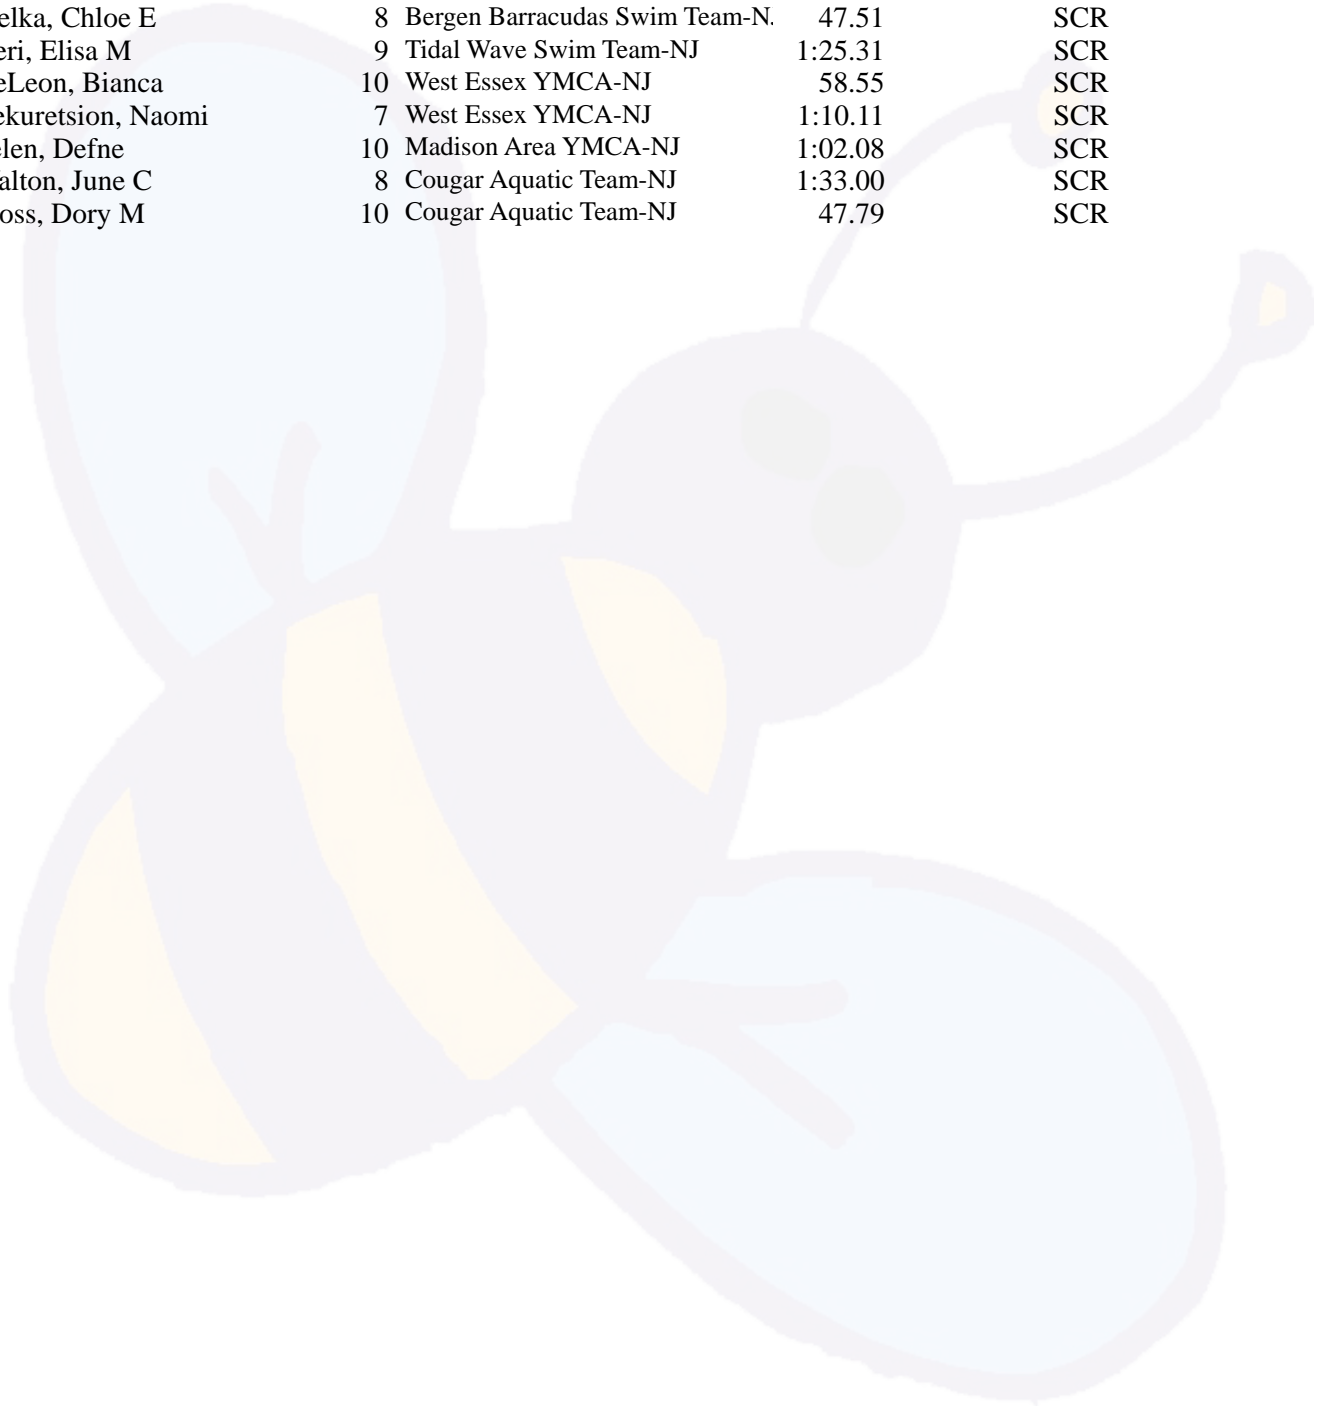 elka, Chloe E 8 Bergen Barracudas Swim Team-N. 47.51 SCR
eri, Elisa M 9 Tidal Wave Swim Team-NJ 1:25.31 SCR
eLeon, Bianca 10 West Essex YMCA-NJ 58.55 SCR
ekuretsion, Naomi 7 West Essex YMCA-NJ 1:10.11 SCR
elen, Defne 10 Madison Area YMCA-NJ 1:02.08 SCR
alton, June C 8 Cougar Aquatic Team-NJ 1:33.00 SCR
oss, Dory M 10 Cougar Aquatic Team-NJ 47.79 SCR